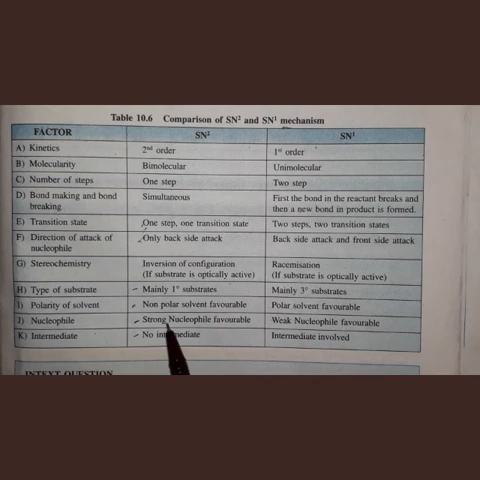 Table 10.6 Comparison of SN² and SN¹ mechanism
FACTOR SN² SN¹
A) Kinetics 2nd order 1st order
B) Molecularity Bimolecular Unimolecular
C) Number of steps One step Two step
D) Bond making and bond Simultaneous First the bond in the reactant breaks and
breaking then a new bond in product is formed.
E) Transition state One step, one transition state Two steps, two transition states
F) Direction of attack of Only back side attack Back side attack and front side attack
nucleophile
G) Stereochemistry Inversion of configuration Racemisation
(If substrate is optically active) (If substrate is optically active)
H) Type of substrate Mainly 1° substrates Mainly 3° substrates
I) Polarity of solvent Non polar solvent favourable Polar solvent favourable
J) Nucleophile Strong Nucleophile favourable Weak Nucleophile favourable
K) Intermediate No intermediate Intermediate involved
INTEXT QUESTION